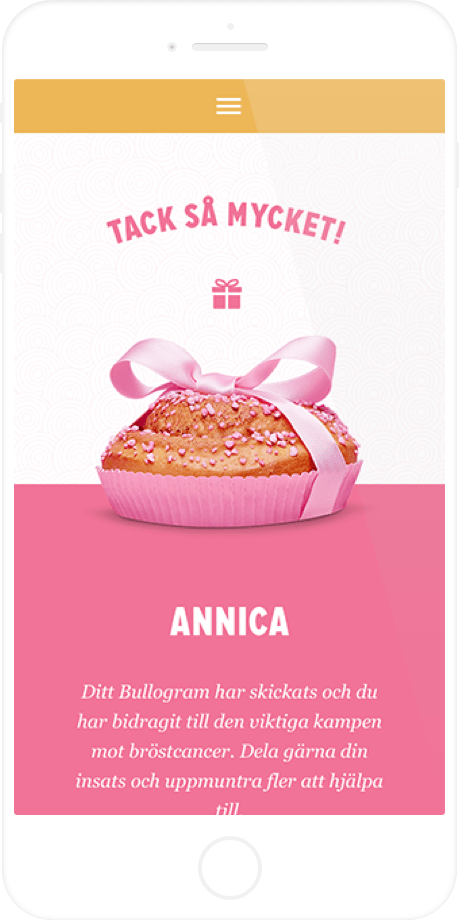 TACK SÅ MYCKET!
ANNICA
Ditt Bullogram har skickats och du
har bidragit till den viktiga kampen
mot bröstcancer. Dela gärna din
insats och uppmuntra fler att hjälpa
till.